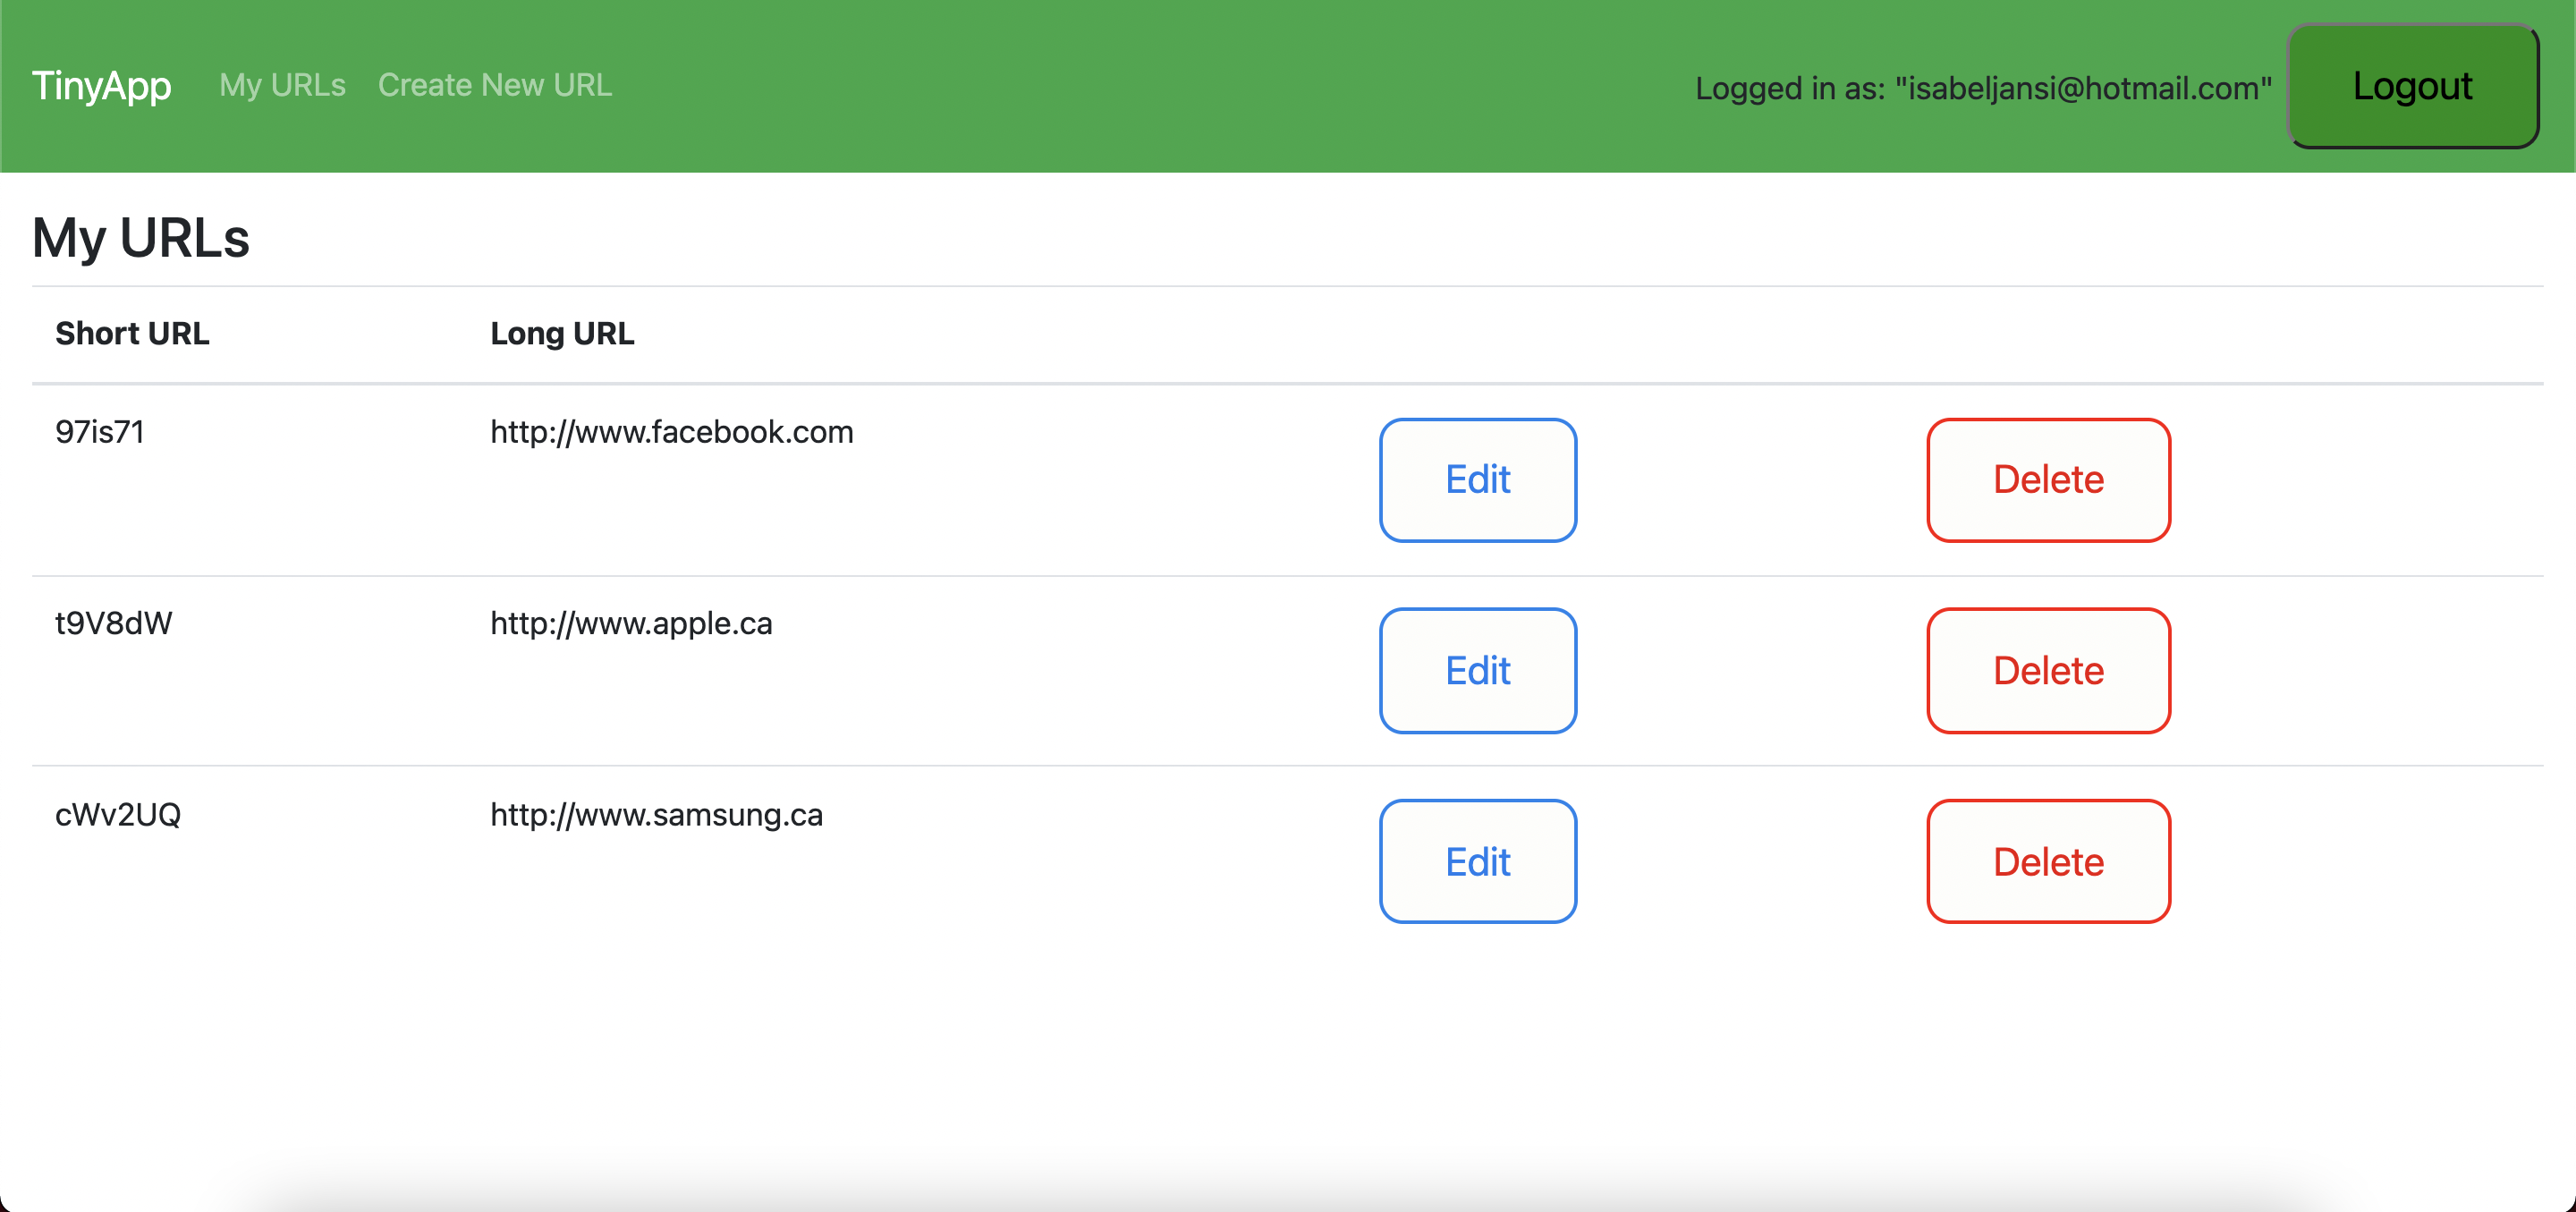 TinyApp My URLs Create New URL Logged in as: "isabeljansi@hotmail.com" Logout
My URLs
Short URL Long URL
97is71 http://www.facebook.com Edit Delete
t9V8dW http://www.apple.ca Edit Delete
cWv2UQ http://www.samsung.ca Edit Delete